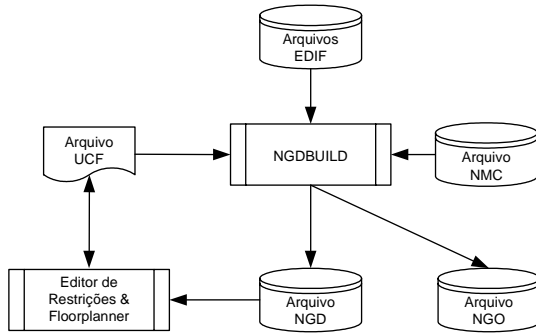 Arquivos
EDIF
Arquivo
UCF
NGDBUILD
Arquivo
NMC
Editor de
Restrições &
Floorplanner
Arquivo
NGD
Arquivo
NGO